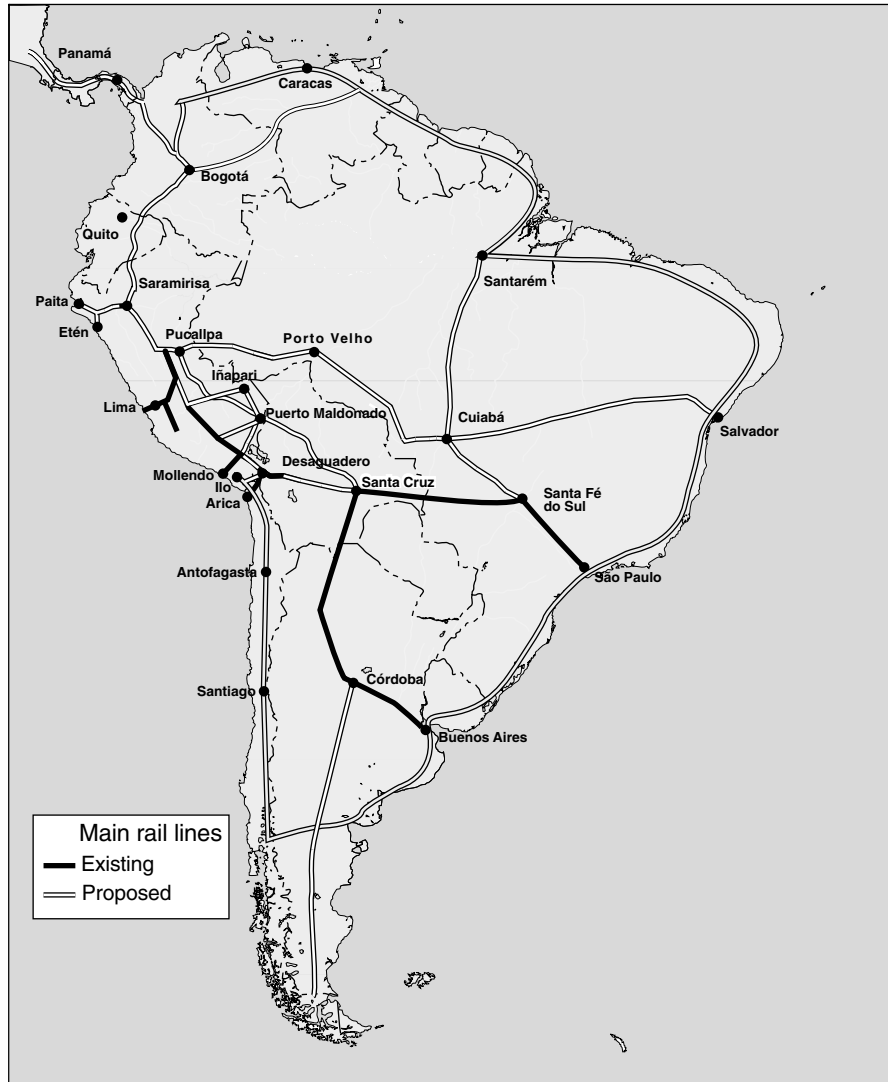 Panamá
Caracas
Bogotá
Quito
Saramirisa
Santarém
Paita
Etén
Pucallpa
Porto Velho
Iñapari
Lima
Puerto Maldonado
Cuiabá
Salvador
Desaguadero
Mollendo
Ilo
Santa Cruz
Arica
Santa Fé
do Sul
Antofagasta
São Paulo
Córdoba
Santiago
Buenos Aires
Main rail lines
Existing
Proposed